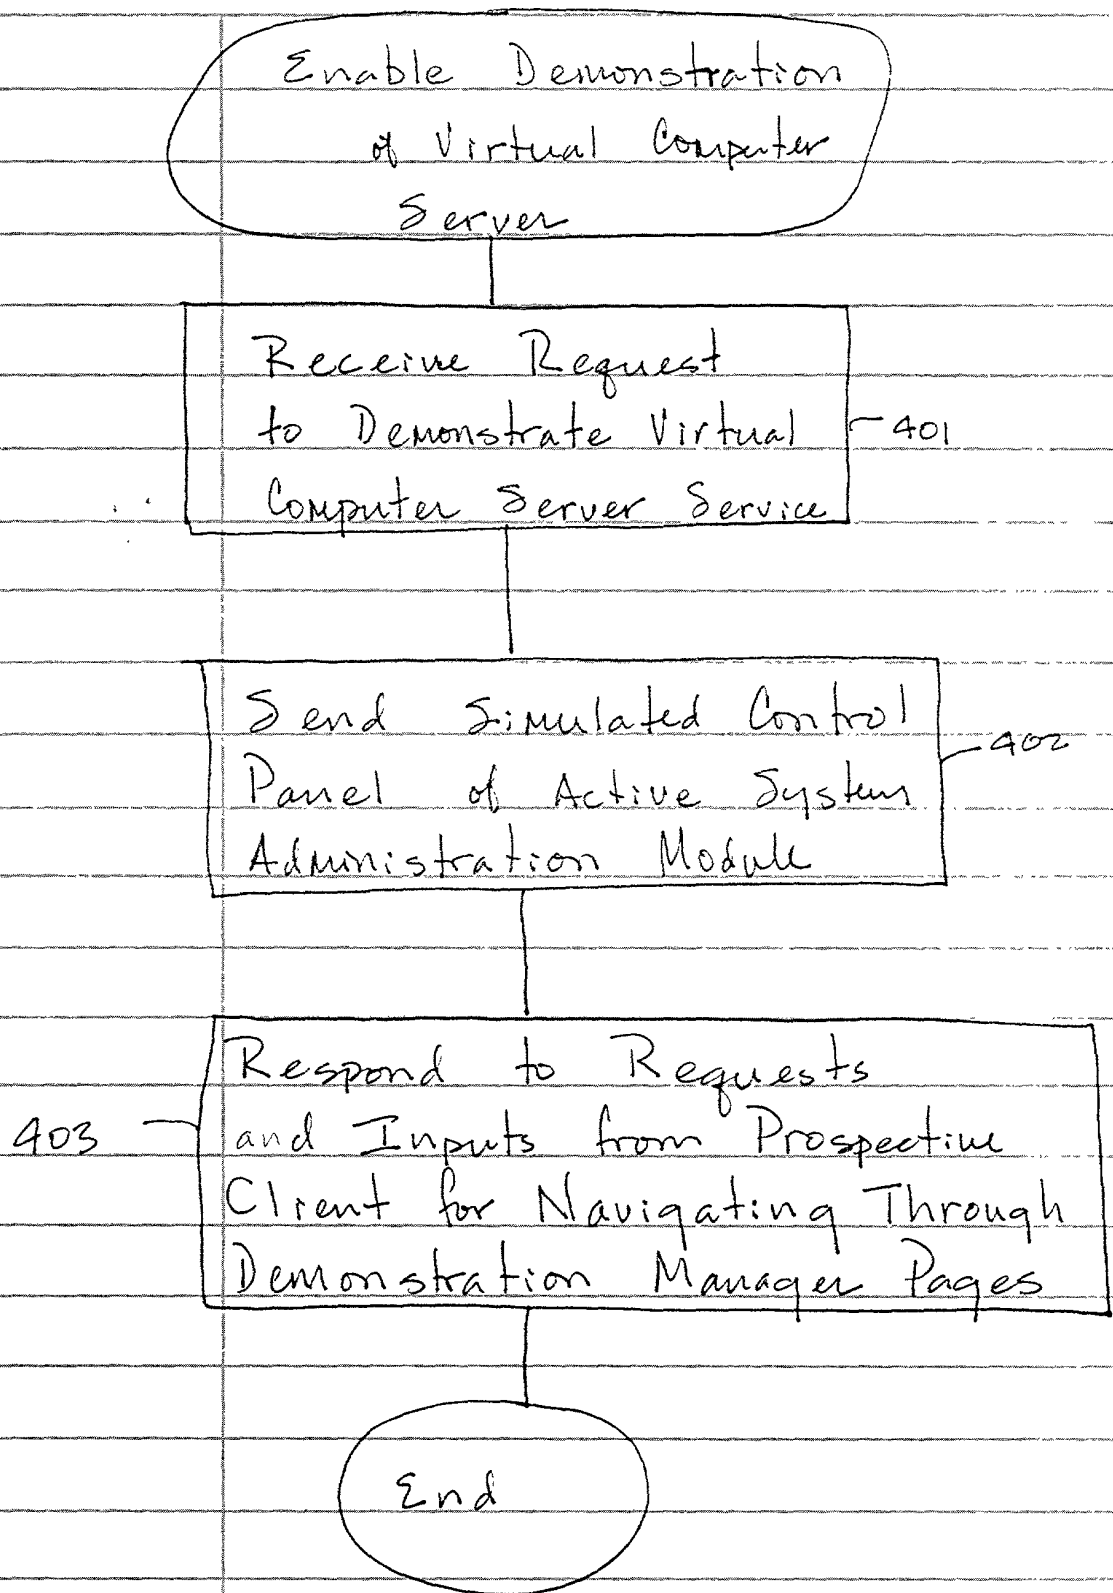 Enable Demonstration
of Virtual Computer
Server
Receive Request
to Demonstrate Virtual
Computer Server Service
401
Send Simulated Control
Panel of Active System
Administration Module
402
Respond to Requests
and Inputs from Prospective
Client for Navigating Through
Demonstration Manager Pages
403
End